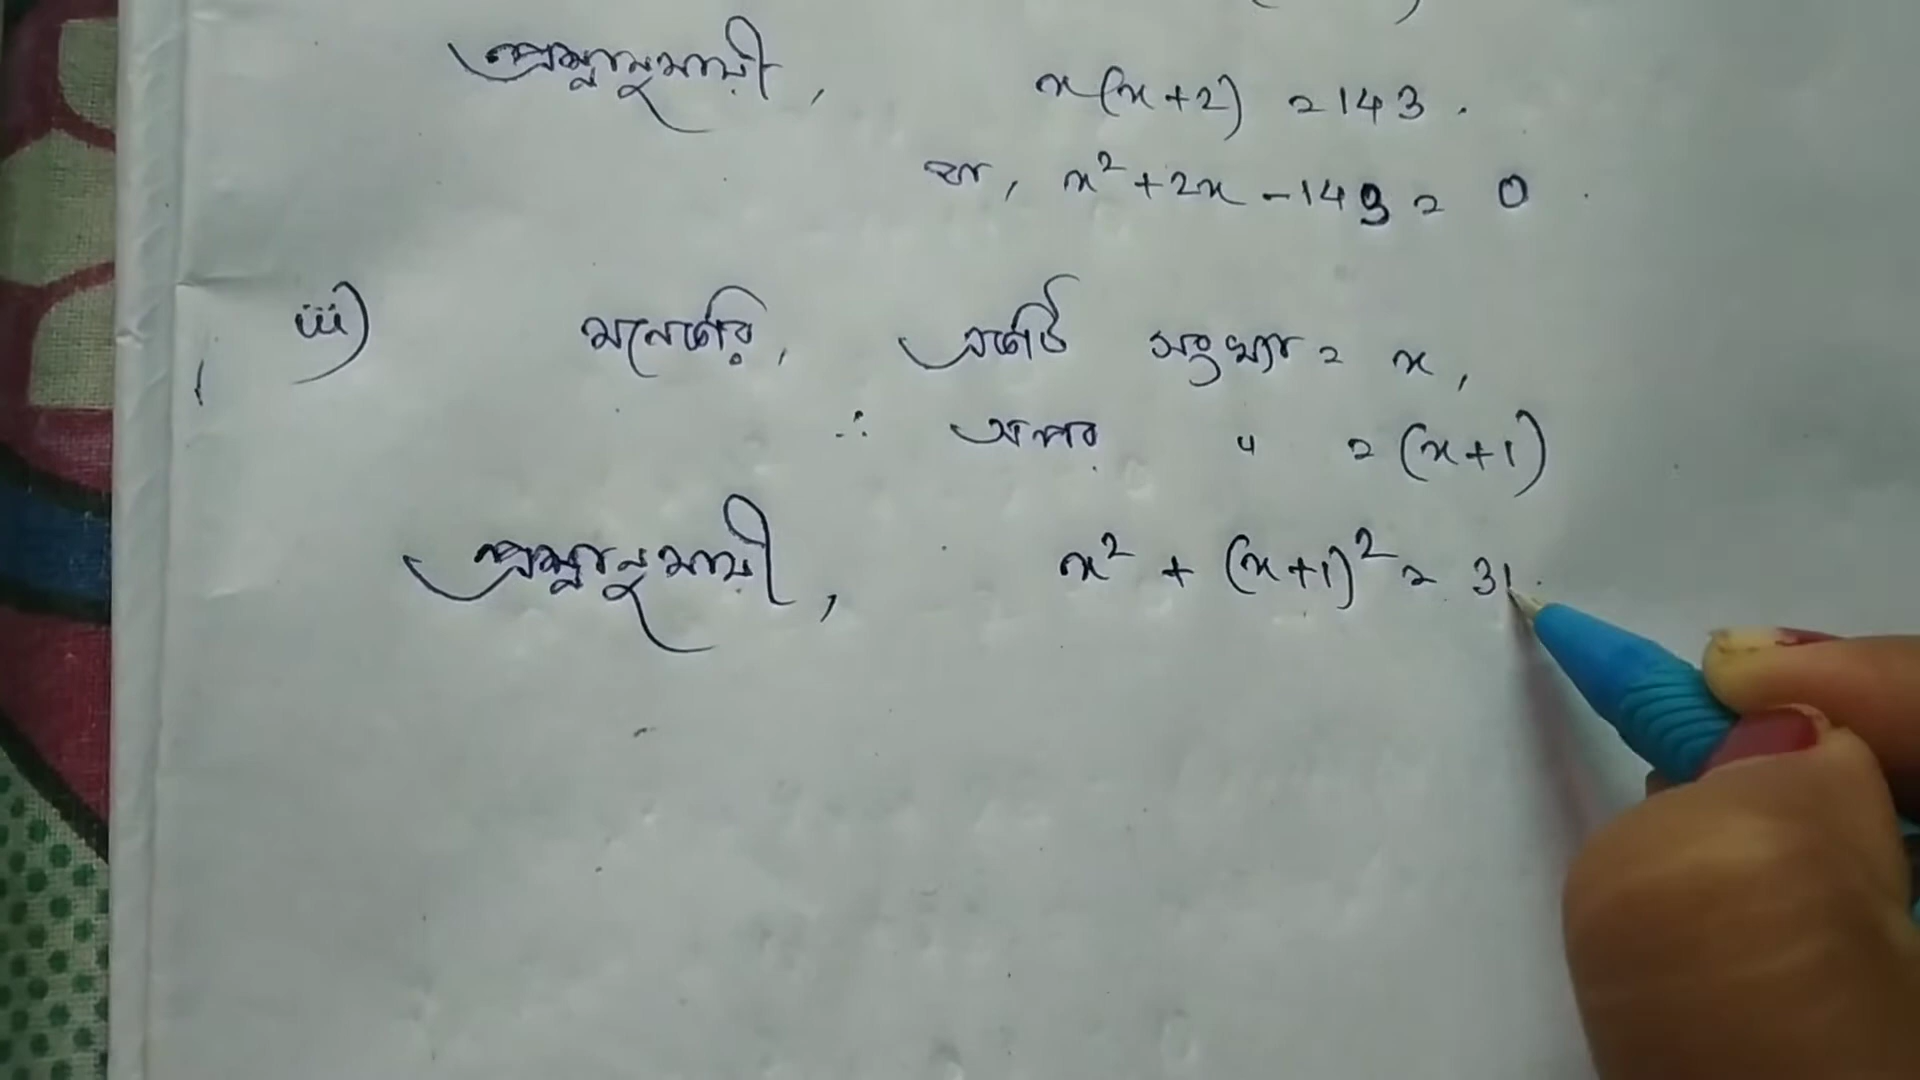 প্রশ্নানুযায়ী, x(x+2) = 143.
বা, x² + 2x - 143 = 0.
iii) মনেকরি, একটি সংখ্যা = x,
∴ অপর " = (x+1)
প্রশ্নানুযায়ী, x² + (x+1)² = 31